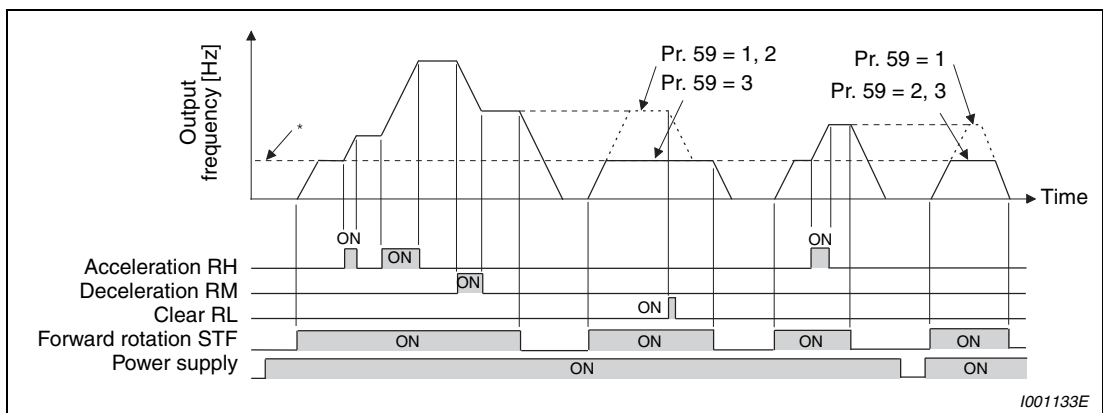 Output
frequency [Hz]
*
Pr. 59 = 1, 2
Pr. 59 = 3
Pr. 59 = 1
Pr. 59 = 2, 3
Time
Acceleration RH ON ON ON
Deceleration RM ON
Clear RL ON
Forward rotation STF ON ON ON ON
Power supply ON ON
I001133E